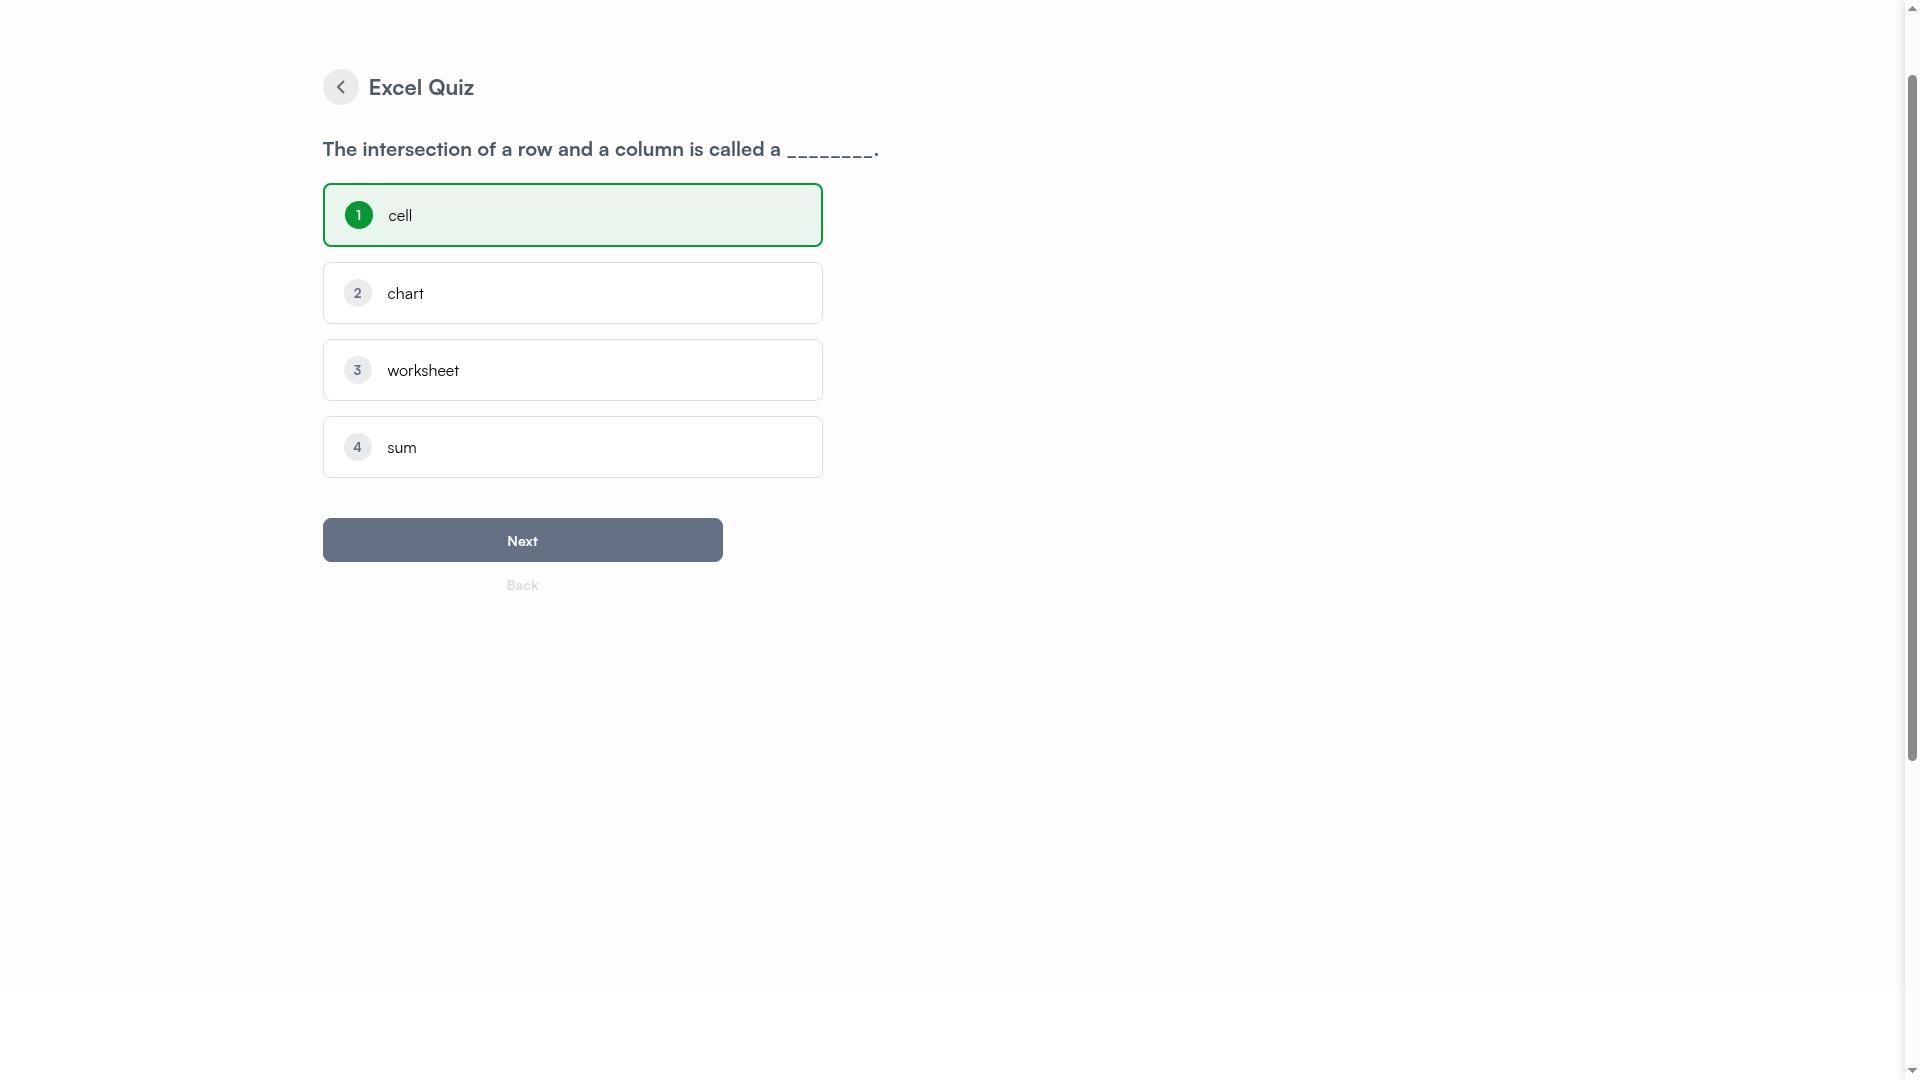 Excel Quiz
The intersection of a row and a column is called a ________.
1 cell
2 chart
3 worksheet
4 sum
Next
Back